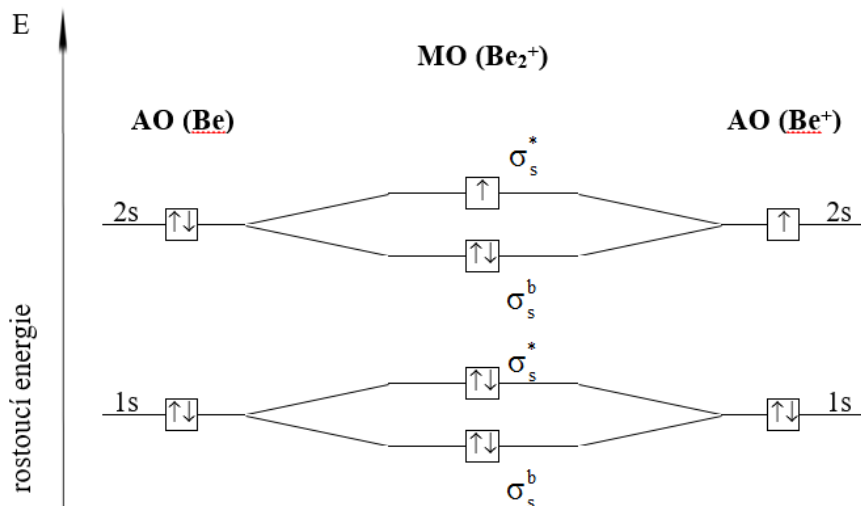 E
MO (Be₂⁺)
AO (Be)
AO (Be⁺)
σₛ*
2s
↑↓
↑
↑
2s
↑↓
σₛᵇ
σₛ*
1s
↑↓
↑↓
↑↓
1s
↑↓
σₛᵇ
rostoucí energie